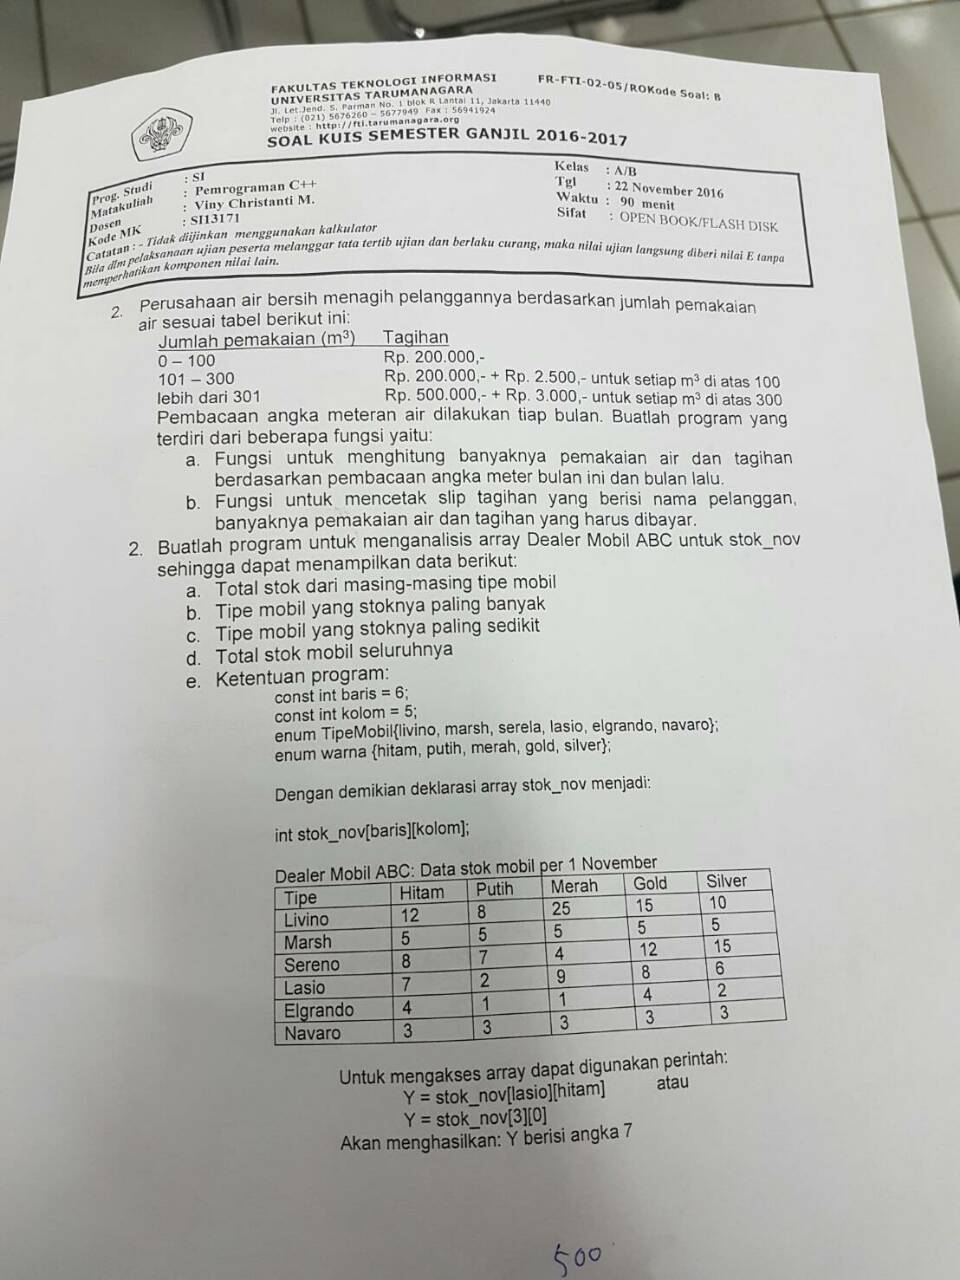 FAKULTAS TEKNOLOGI INFORMASI
UNIVERSITAS TARUMANAGARA
Jl. Let.Jend. S. Parman No. 1 blok R Lantai 11, Jakarta 11440
Telp : (021) 5676260 – 5677949 Fax : 56941924
website : http://fti.tarumanagara.org
FR-FTI-02-05/R0Kode Soal: B
SOAL KUIS SEMESTER GANJIL 2016-2017
Prog. Studi : SI
Matakuliah : Pemrograman C++
Dosen : Viny Christanti M.
Kode MK : SI13171
Kelas : A/B
Tgl : 22 November 2016
Waktu : 90 menit
Sifat : OPEN BOOK/FLASH DISK
Catatan : - Tidak diijinkan menggunakan kalkulator
Bila dlm pelaksanaan ujian peserta melanggar tata tertib ujian dan berlaku curang, maka nilai ujian langsung diberi nilai E tanpa
memperhatikan komponen nilai lain.
2. Perusahaan air bersih menagih pelanggannya berdasarkan jumlah pemakaian
air sesuai tabel berikut ini:
Jumlah pemakaian (m³) Tagihan
0 – 100 Rp. 200.000,-
101 – 300 Rp. 200.000,- + Rp. 2.500,- untuk setiap m³ di atas 100
lebih dari 301 Rp. 500.000,- + Rp. 3.000,- untuk setiap m³ di atas 300
Pembacaan angka meteran air dilakukan tiap bulan. Buatlah program yang
terdiri dari beberapa fungsi yaitu:
a. Fungsi untuk menghitung banyaknya pemakaian air dan tagihan
berdasarkan pembacaan angka meter bulan ini dan bulan lalu.
b. Fungsi untuk mencetak slip tagihan yang berisi nama pelanggan,
banyaknya pemakaian air dan tagihan yang harus dibayar.
2. Buatlah program untuk menganalisis array Dealer Mobil ABC untuk stok_nov
sehingga dapat menampilkan data berikut:
a. Total stok dari masing-masing tipe mobil
b. Tipe mobil yang stoknya paling banyak
c. Tipe mobil yang stoknya paling sedikit
d. Total stok mobil seluruhnya
e. Ketentuan program:
const int baris = 6;
const int kolom = 5;
enum TipeMobil{livino, marsh, serela, lasio, elgrando, navaro};
enum warna {hitam, putih, merah, gold, silver};
Dengan demikian deklarasi array stok_nov menjadi:
int stok_nov[baris][kolom];
Dealer Mobil ABC: Data stok mobil per 1 November
Tipe Hitam Putih Merah Gold Silver
Livino 12 8 25 15 10
Marsh 5 5 5 5 5
Sereno 8 7 4 12 15
Lasio 7 2 9 8 6
Elgrando 4 1 1 4 2
Navaro 3 3 3 3 3
Untuk mengakses array dapat digunakan perintah:
Y = stok_nov[lasio][hitam] atau
Y = stok_nov[3][0]
Akan menghasilkan: Y berisi angka 7
500